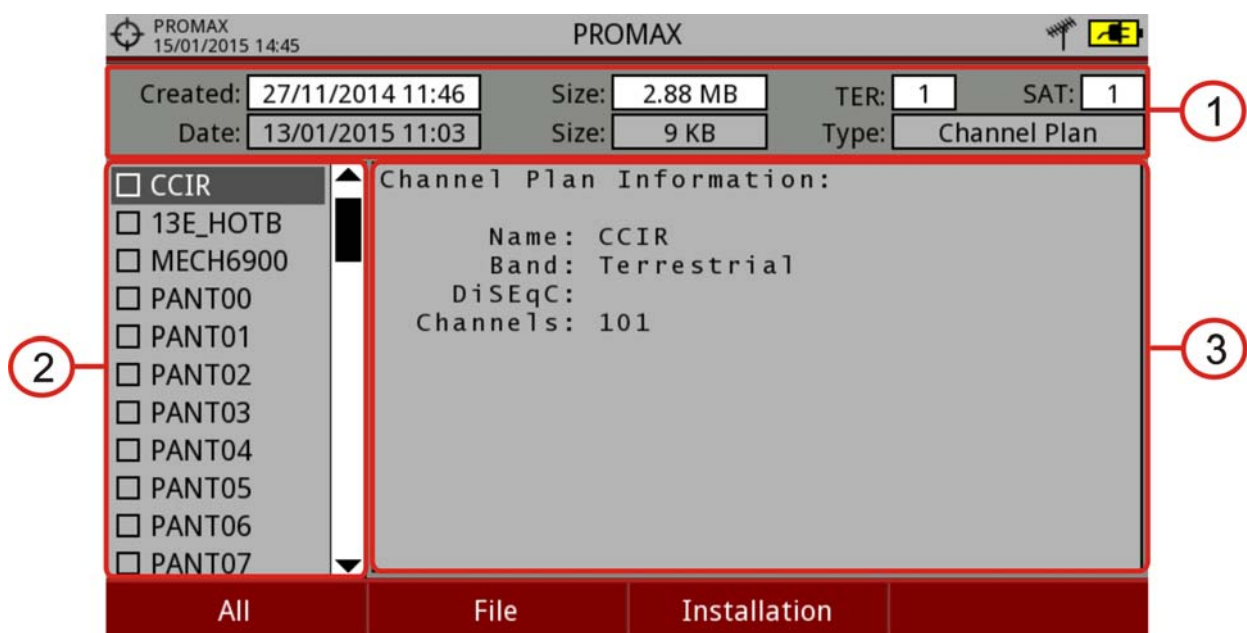 PROMAX
15/01/2015 14:45
PROMAX
Created: 27/11/2014 11:46 Size: 2.88 MB TER: 1 SAT: 1
Date: 13/01/2015 11:03 Size: 9 KB Type: Channel Plan
1
CCIR
13E_HOTB
MECH6900
PANT00
PANT01
PANT02
PANT03
PANT04
PANT05
PANT06
PANT07
2
Channel Plan Information:
Name: CCIR
Band: Terrestrial
DiSEqC:
Channels: 101
3
All File Installation